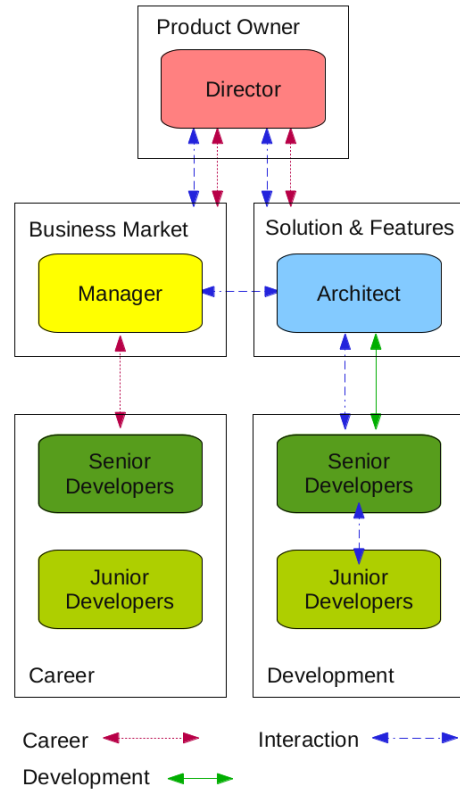 Product Owner
Director
Business Market
Solution & Features
Manager
Architect
Senior
Developers
Senior
Developers
Junior
Developers
Junior
Developers
Career
Development
Career
Interaction
Development